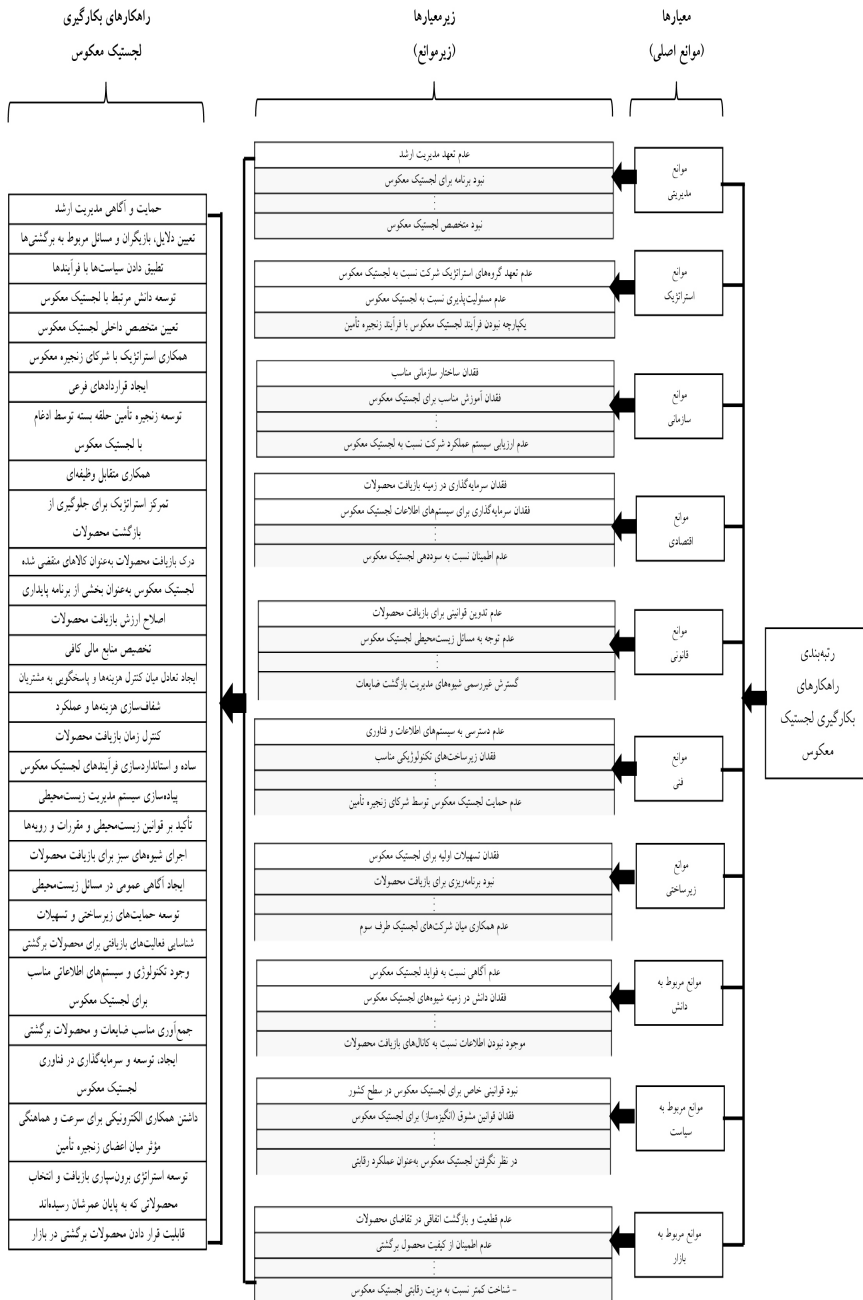 معیارها
(موانع اصلی)
زیرمعیارها
(زیرموانع)
راهکارهای بکارگیری
لجستیک معکوس
رتبه‌بندی
راهکارهای
بکارگیری لجستیک
معکوس
موانع
مدیریتی
عدم تعهد مدیریت ارشد
نبود برنامه برای لجستیک معکوس
⋮
نبود متخصص لجستیک معکوس
موانع
استراتژیک
عدم تعهد گروه‌های استراتژیک شرکت نسبت به لجستیک معکوس
عدم مسئولیت‌پذیری نسبت به لجستیک معکوس
یکپارچه نبودن فرآیند لجستیک معکوس با فرآیند زنجیره تأمین
موانع
سازمانی
فقدان ساختار سازمانی مناسب
فقدان آموزش مناسب برای لجستیک معکوس
⋮
عدم ارزیابی سیستم عملکرد شرکت نسبت به لجستیک معکوس
موانع
اقتصادی
فقدان سرمایه‌گذاری در زمینه بازیافت محصولات
فقدان سرمایه‌گذاری برای سیستم‌های اطلاعات لجستیک معکوس
⋮
عدم اطمینان نسبت به سوددهی لجستیک معکوس
موانع
قانونی
عدم تدوین قوانینی برای بازیافت محصولات
عدم توجه به مسائل زیست‌محیطی لجستیک معکوس
⋮
گسترش غیررسمی شیوه‌های مدیریت بازگشت ضایعات
موانع
فنی
عدم دسترسی به سیستم‌های اطلاعات و فناوری
فقدان زیرساخت‌های تکنولوژیکی مناسب
⋮
عدم حمایت لجستیک معکوس توسط شرکای زنجیره تأمین
موانع
زیرساختی
فقدان تسهیلات اولیه برای لجستیک معکوس
نبود برنامه‌ریزی برای بازیافت محصولات
⋮
عدم همکاری میان شرکت‌های لجستیک طرف سوم
موانع مربوط به
دانش
عدم آگاهی نسبت به فواید لجستیک معکوس
فقدان دانش در زمینه شیوه‌های لجستیک معکوس
⋮
موجود نبودن اطلاعات نسبت به کانال‌های بازیافت محصولات
موانع مربوط به
سیاست
نبود قوانینی خاص برای لجستیک معکوس در سطح کشور
فقدان قوانین مشوق (انگیزه‌ساز) برای لجستیک معکوس
⋮
در نظر نگرفتن لجستیک معکوس به‌عنوان عملکرد رقابتی
موانع مربوط به
بازار
عدم قطعیت و بازگشت اتفاقی در تقاضای محصولات
عدم اطمینان از کیفیت محصول برگشتی
⋮
- شناخت کمتر نسبت به مزیت رقابتی لجستیک معکوس
حمایت و آگاهی مدیریت ارشد
تعیین دلایل، بازیگران و مسائل مربوط به برگشتی‌ها
تطبیق دادن سیاست‌ها با فرآیندها
توسعه دانش مرتبط با لجستیک معکوس
تعیین متخصص داخلی لجستیک معکوس
همکاری استراتژیک با شرکای زنجیره معکوس
ایجاد قراردادهای فرعی
توسعه زنجیره تأمین حلقه بسته توسط ادغام
با لجستیک معکوس
همکاری متقابل وظیفه‌ای
تمرکز استراتژیک برای جلوگیری از
بازگشت محصولات
درک بازیافت محصولات به‌عنوان کالاهای منقضی شده
لجستیک معکوس به‌عنوان بخشی از برنامه پایداری
اصلاح ارزش بازیافت محصولات
تخصیص منابع مالی کافی
ایجاد تعادل میان کنترل هزینه‌ها و پاسخگویی به مشتریان
شفاف‌سازی هزینه‌ها و عملکرد
کنترل زمان بازیافت محصولات
ساده و استانداردسازی فرآیندهای لجستیک معکوس
پیاده‌سازی سیستم مدیریت زیست‌محیطی
تأکید بر قوانین زیست‌محیطی و مقررات و رویه‌ها
اجرای شیوه‌های سبز برای بازیافت محصولات
ایجاد آگاهی عمومی در مسائل زیست‌محیطی
توسعه حمایت‌های زیرساختی و تسهیلات
شناسایی فعالیت‌های بازیافتی برای محصولات برگشتی
وجود تکنولوژی و سیستم‌های اطلاعاتی مناسب
برای لجستیک معکوس
جمع‌آوری مناسب ضایعات و محصولات برگشتی
ایجاد، توسعه و سرمایه‌گذاری در فناوری
لجستیک معکوس
داشتن همکاری الکترونیکی برای سرعت و هماهنگی
مؤثر میان اعضای زنجیره تأمین
توسعه استراتژی برون‌سپاری بازیافت و انتخاب
محصولاتی که به پایان عمرشان رسیده‌اند
قابلیت قرار دادن محصولات برگشتی در بازار